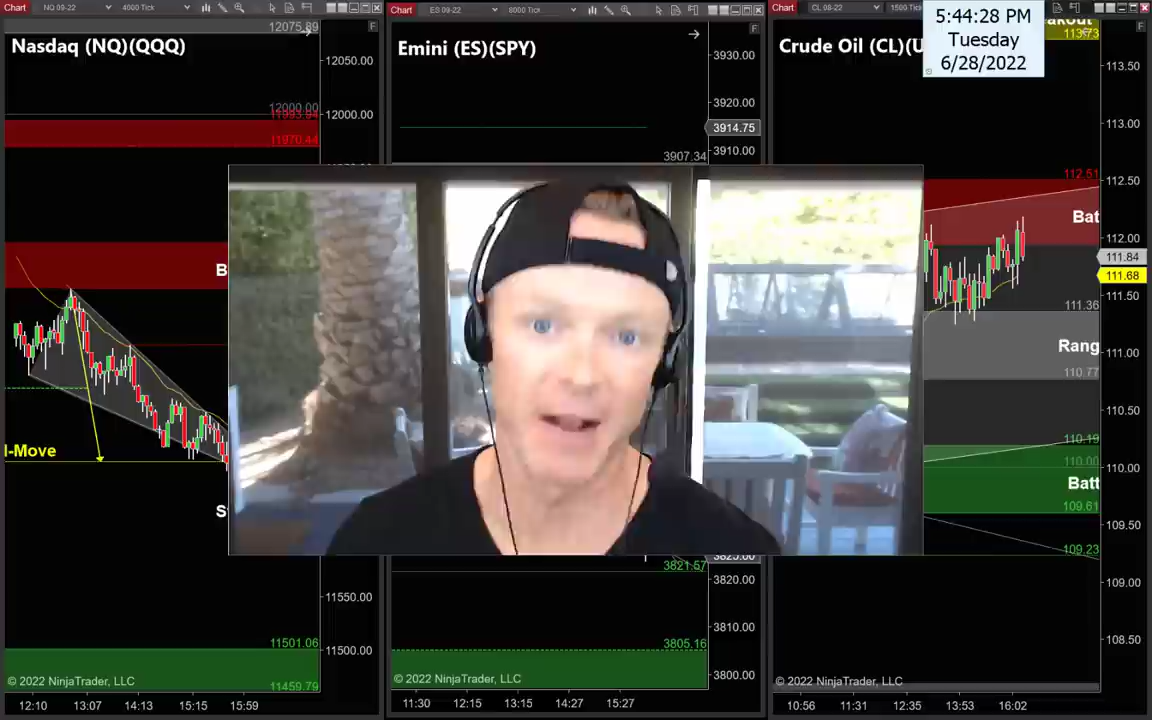 Chart
NQ 09-22
4000 Tick
12075.89
F
Nasdaq (NQ)(QQQ)
12050.00
12000.00
12000.00
11970.44
B
l-Move
S
11550.00
11501.06
11500.00
11459.79
© 2022 NinjaTrader, LLC
12:10
13:07
14:13
15:15
15:59
Chart
ES 09-22
8000 Tick
F
Emini (ES)(SPY)
3930.00
3920.00
3914.75
3910.00
3907.34
3825.00
3821.57
3820.00
3810.00
3805.16
3800.00
© 2022 NinjaTrader, LLC
11:30
12:30
13:15
14:27
15:27
Chart
CL 08-22
1500 Tick
5:44:28 PM
Tuesday
6/28/2022
akout
113.73
F
Crude Oil (CL)(U
113.50
113.00
112.51
112.50
Bat
112.00
111.84
111.68
111.50
111.36
Rang
111.00
110.77
110.50
110.19
110.00
110.00
Batt
109.61
109.50
109.23
109.00
108.50
© 2022 NinjaTrader, LLC
10:56
11:31
12:35
13:53
16:02